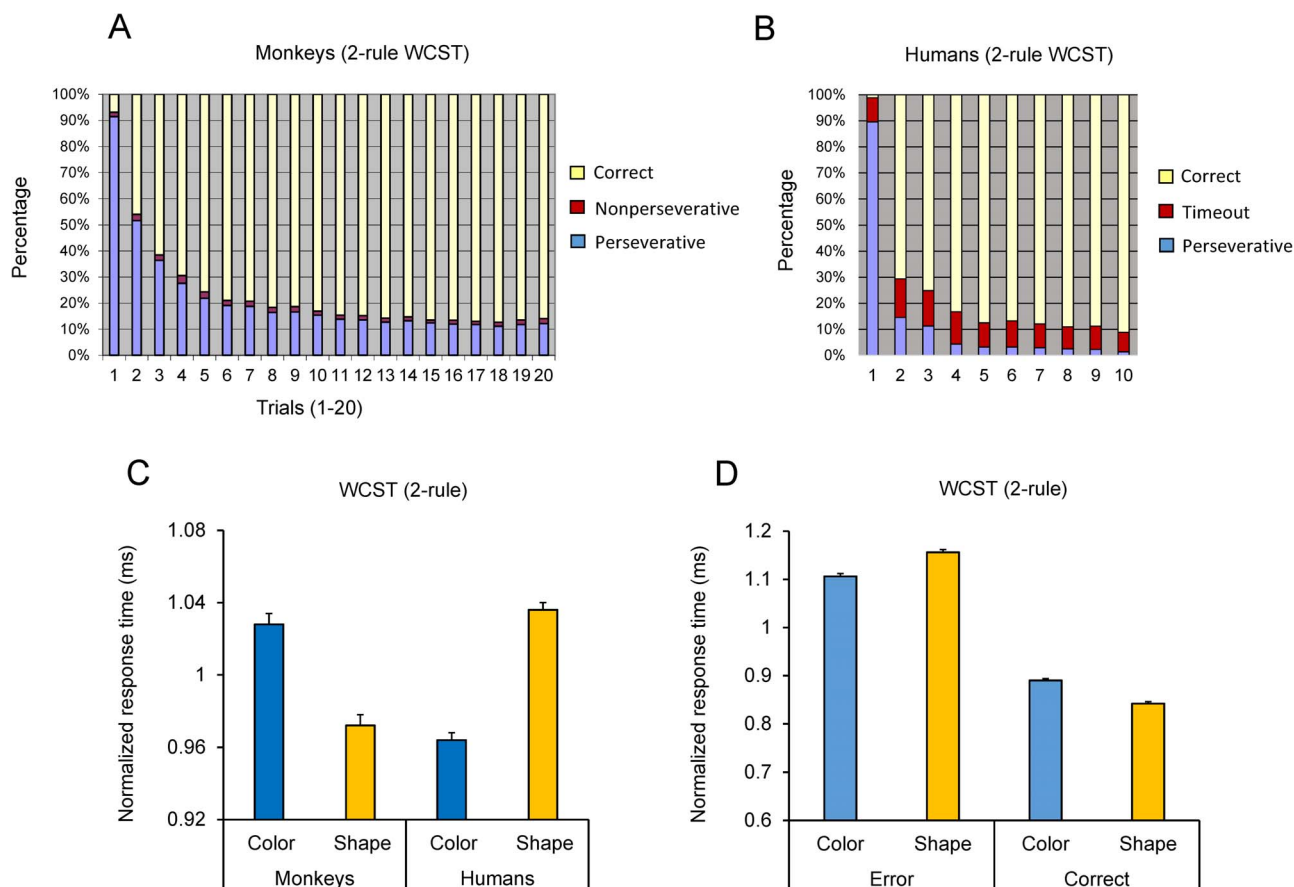 A
Monkeys (2-rule WCST)
Percentage
100%
90%
80%
70%
60%
50%
40%
30%
20%
10%
0%
1 2 3 4 5 6 7 8 9 10 11 12 13 14 15 16 17 18 19 20
Trials (1-20)
Correct
Nonperseverative
Perseverative
B
Humans (2-rule WCST)
Percentage
100%
90%
80%
70%
60%
50%
40%
30%
20%
10%
0%
1 2 3 4 5 6 7 8 9 10
Correct
Timeout
Perseverative
C
WCST (2-rule)
Normalized response time (ms)
1.08
1.04
1
0.96
0.92
Color Shape Color Shape
Monkeys Humans
D
WCST (2-rule)
Normalized response time (ms)
1.2
1.1
1
0.9
0.8
0.7
0.6
Color Shape Color Shape
Error Correct